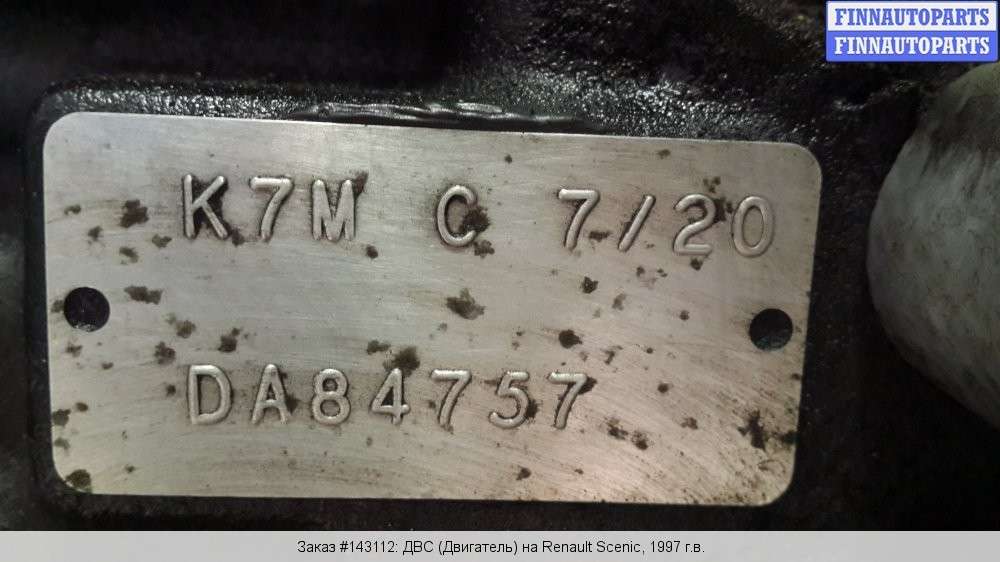 FINNAUTOPARTS
FINNAUTOPARTS
K7M C 7/20
DA84757
Заказ #143112: ДВС (Двигатель) на Renault Scenic, 1997 г.в.